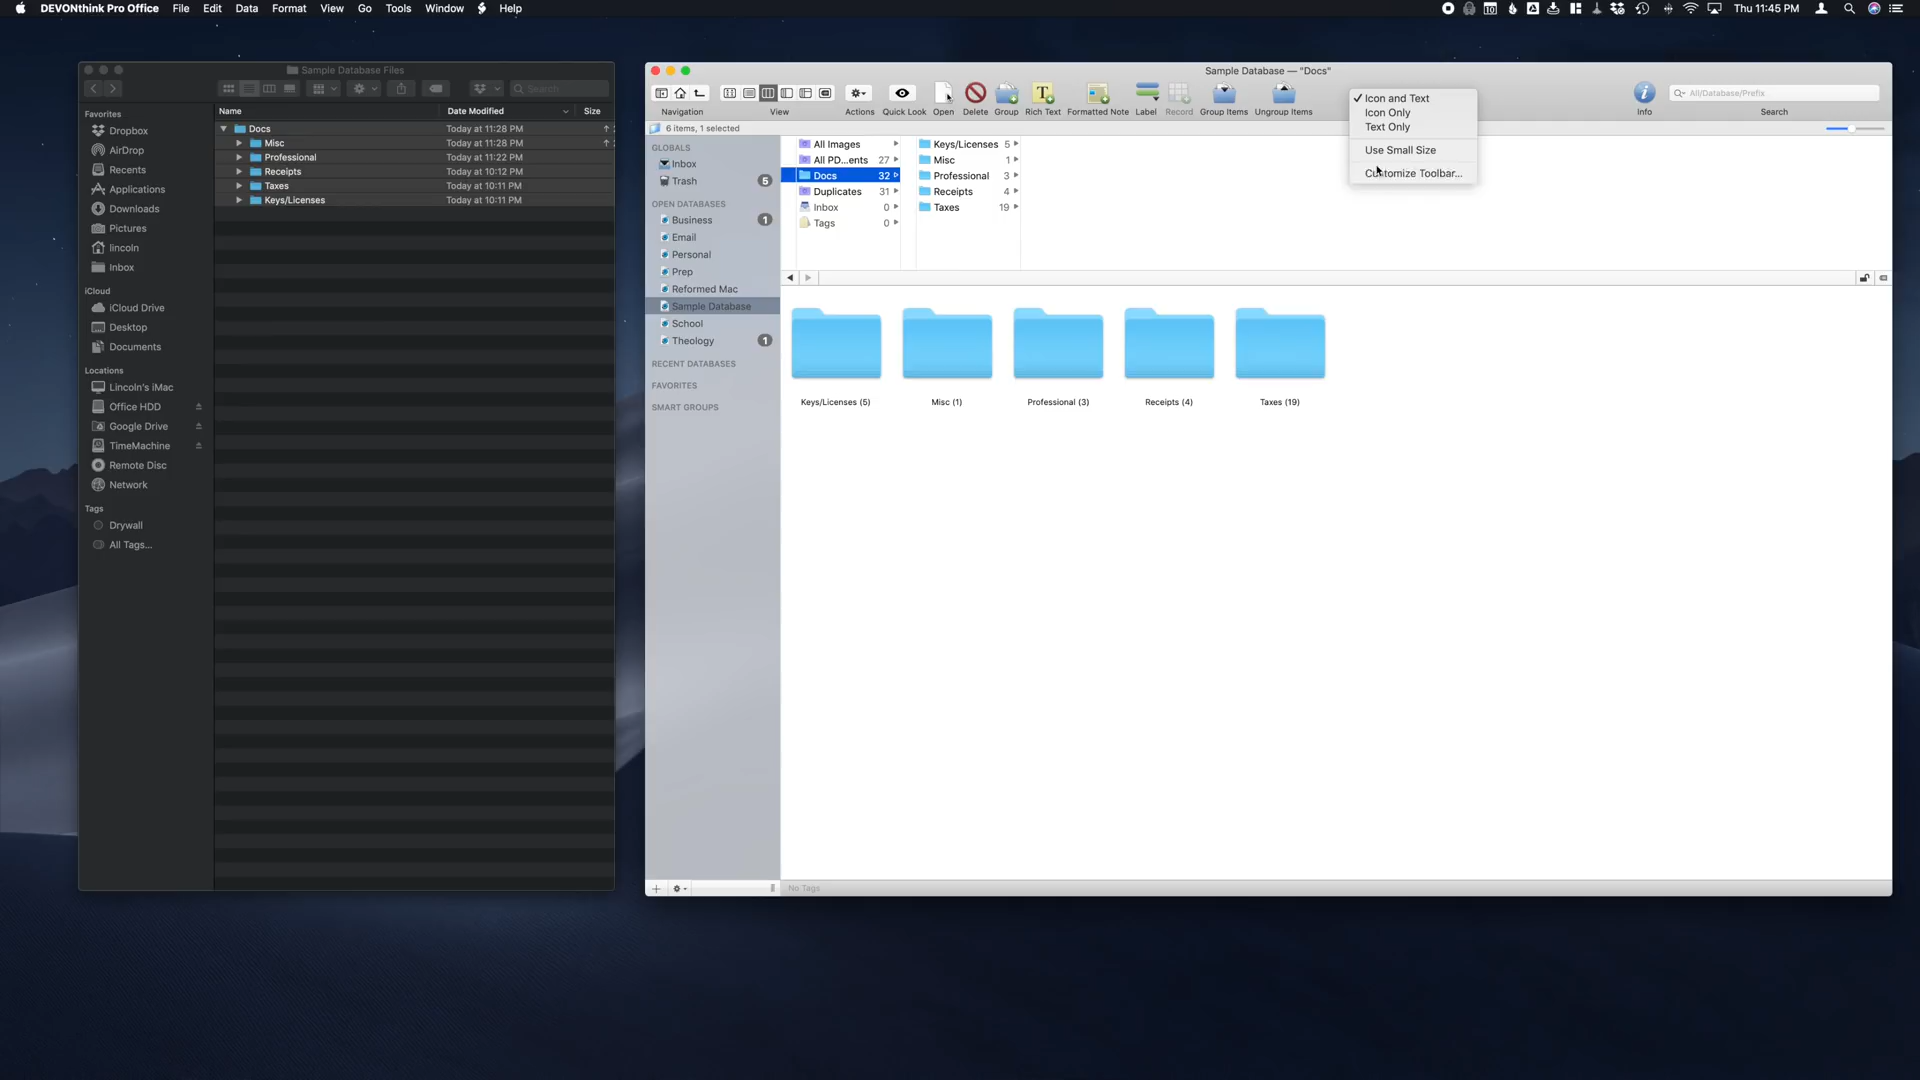 DEVONthink Pro Office File Edit Data Format View Go Tools Window Help
Thu 11:45 PM
Sample Database Files
Search
Favorites
Dropbox
AirDrop
Recents
Applications
Downloads
Pictures
lincoln
Inbox
iCloud
iCloud Drive
Desktop
Documents
Locations
Lincoln's iMac
Office HDD
Google Drive
TimeMachine
Remote Disc
Network
Tags
Drywall
All Tags...
Name Date Modified Size
Docs Today at 11:28 PM
Misc Today at 11:28 PM
Professional Today at 11:22 PM
Receipts Today at 10:12 PM
Taxes Today at 10:11 PM
Keys/Licenses Today at 10:11 PM
Sample Database — "Docs"
Navigation View Actions Quick Look Open Delete Group Rich Text Formatted Note Label Record Group Items Ungroup Items Info Search
All/Database/Prefix
Icon and Text
Icon Only
Text Only
Use Small Size
Customize Toolbar...
6 items, 1 selected
GLOBALS
Inbox
Trash 5
OPEN DATABASES
Business 1
Email
Personal
Prep
Reformed Mac
Sample Database
School
Theology 1
RECENT DATABASES
FAVORITES
SMART GROUPS
All Images
All PD...ents 27
Docs 32
Duplicates 31
Inbox 0
Tags 0
Keys/Licenses 5
Misc 1
Professional 3
Receipts 4
Taxes 19
Keys/Licenses (5) Misc (1) Professional (3) Receipts (4) Taxes (19)
No Tags